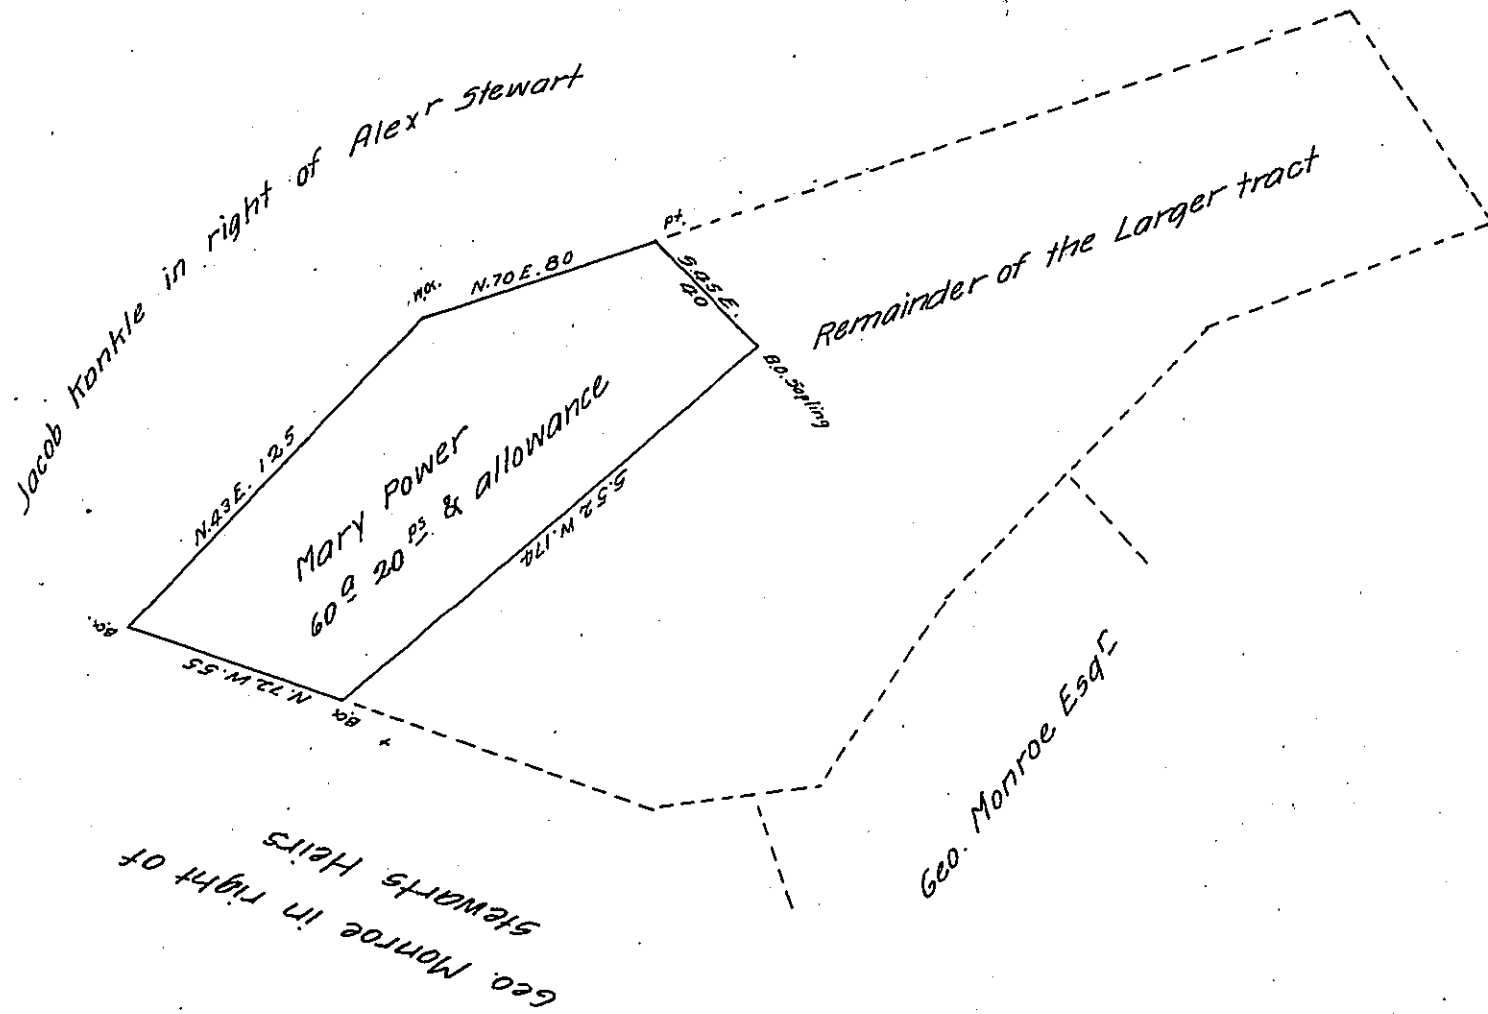 Jacob Konkle in right of Alexr Stewart
pt.
N.70 E. 80
S.45 E.
40
Remainder of the Larger tract
B.O. Sapling
N.43 E. 125
Mary Power
60 a 20 ps & allowance
S.52 W. 174
N.72 W. 55
x
Geo. Monroe Esqr
Geo. Monroe in right of
Stewarts Heirs